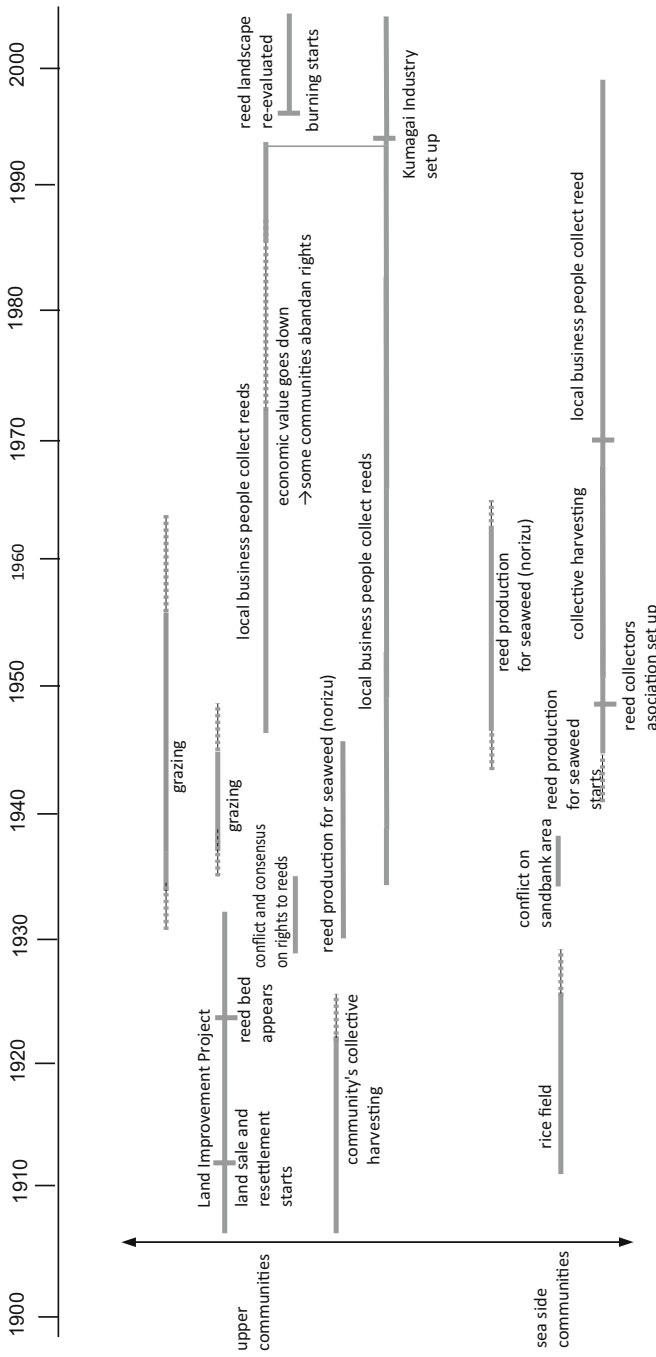 1900
1910
1920
1930
1940
1950
1960
1970
1980
1990
2000
upper
communities
Land Improvement Project
land sale and
resettlement
starts
reed bed
appears
community's collective
harvesting
conflict and consensus
on rights to reeds
reed production for seaweed (norizu)
grazing
grazing
local business people collect reeds
economic value goes down
→some communities abandan rights
local business people collect reeds
reed landscape
re-evaluated
burning starts
Kumagai Industry
set up
sea side
communities
rice field
conflict on
sandbank area
reed production
for seaweed
starts
reed production
for seaweed (norizu)
reed collectors
asociation set up
collective harvesting
local business people collect reed